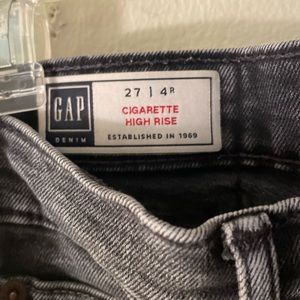 GAP
DENIM
27 | 4R
CIGARETTE
HIGH RISE
ESTABLISHED IN 1969